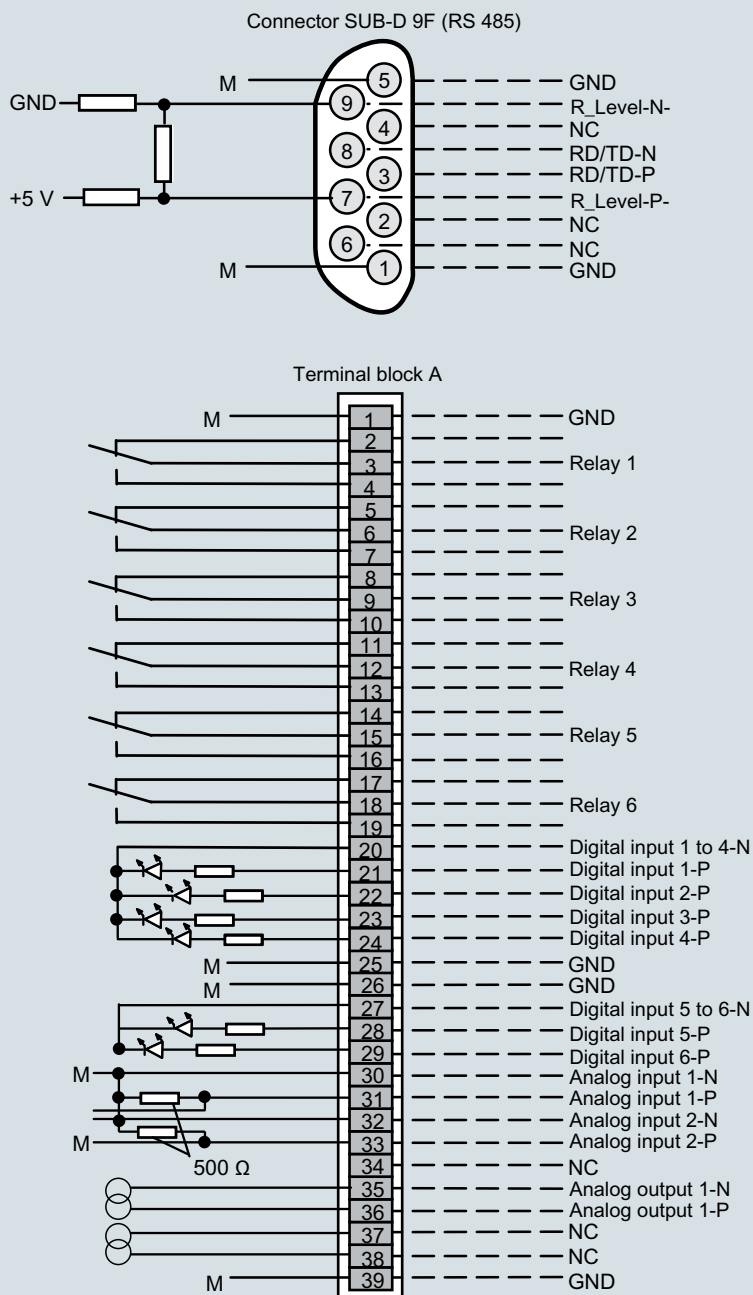 Connector SUB-D 9F (RS 485)
M 5 GND
GND 9 R_Level-N-
4 NC
8 RD/TD-N
3 RD/TD-P
+5 V 7 R_Level-P-
2 NC
6 NC
M 1 GND
Terminal block A
M 1 GND
2
3 Relay 1
4
5
6 Relay 2
7
8
9 Relay 3
10
11
12 Relay 4
13
14
15 Relay 5
16
17
18 Relay 6
19
20 Digital input 1 to 4-N
21 Digital input 1-P
22 Digital input 2-P
23 Digital input 3-P
24 Digital input 4-P
M 25 GND
M 26 GND
27 Digital input 5 to 6-N
28 Digital input 5-P
29 Digital input 6-P
M 30 Analog input 1-N
31 Analog input 1-P
32 Analog input 2-N
M 33 Analog input 2-P
500 Ω 34 NC
35 Analog output 1-N
36 Analog output 1-P
37 NC
38 NC
M 39 GND